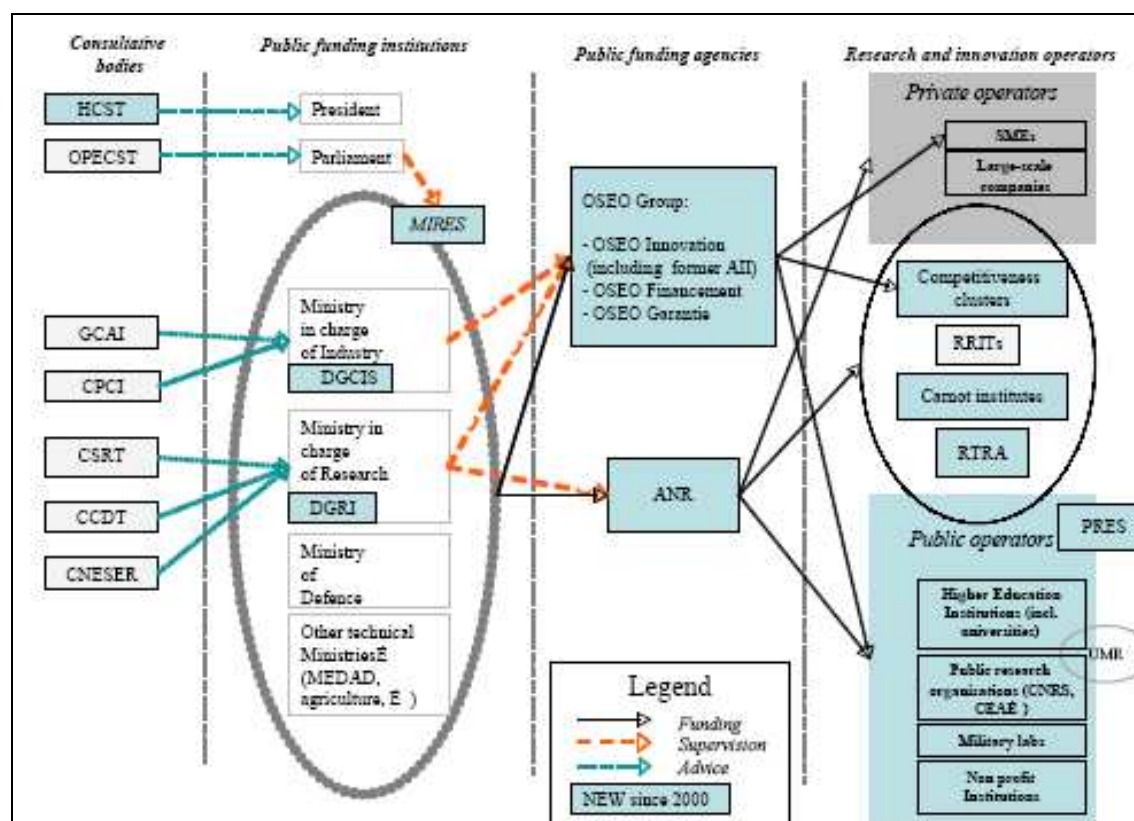 Consultative
bodies
Public funding institutions
Public funding agencies
Research and innovation operators
HCST
OPECST
GCAI
CPCI
CSRT
CCDT
CNESER
President
Parliament
MIRES
Ministry
in charge
of Industry
DGCIS
Ministry in
charge
of Research
DGRI
Ministry
of
Defence
Other technical
MinistriesÉ
(MEDAD,
agriculture, É )
OSEO Group:
- OSEO Innovation
(including former AII)
- OSEO Financement
- OSEO Garantie
ANR
Legend
Funding
Supervision
Advice
NEW since 2000
Private operators
SMEs
Large-scale
companies
Competitiveness
clusters
RRITs
Carnot institutes
RTRA
PRES
Public operators
Higher Education
Institutions (incl.
universities)
UMR
Public research
organisations (CNRS,
CEAÉ )
Military labs
Non profit
Institutions